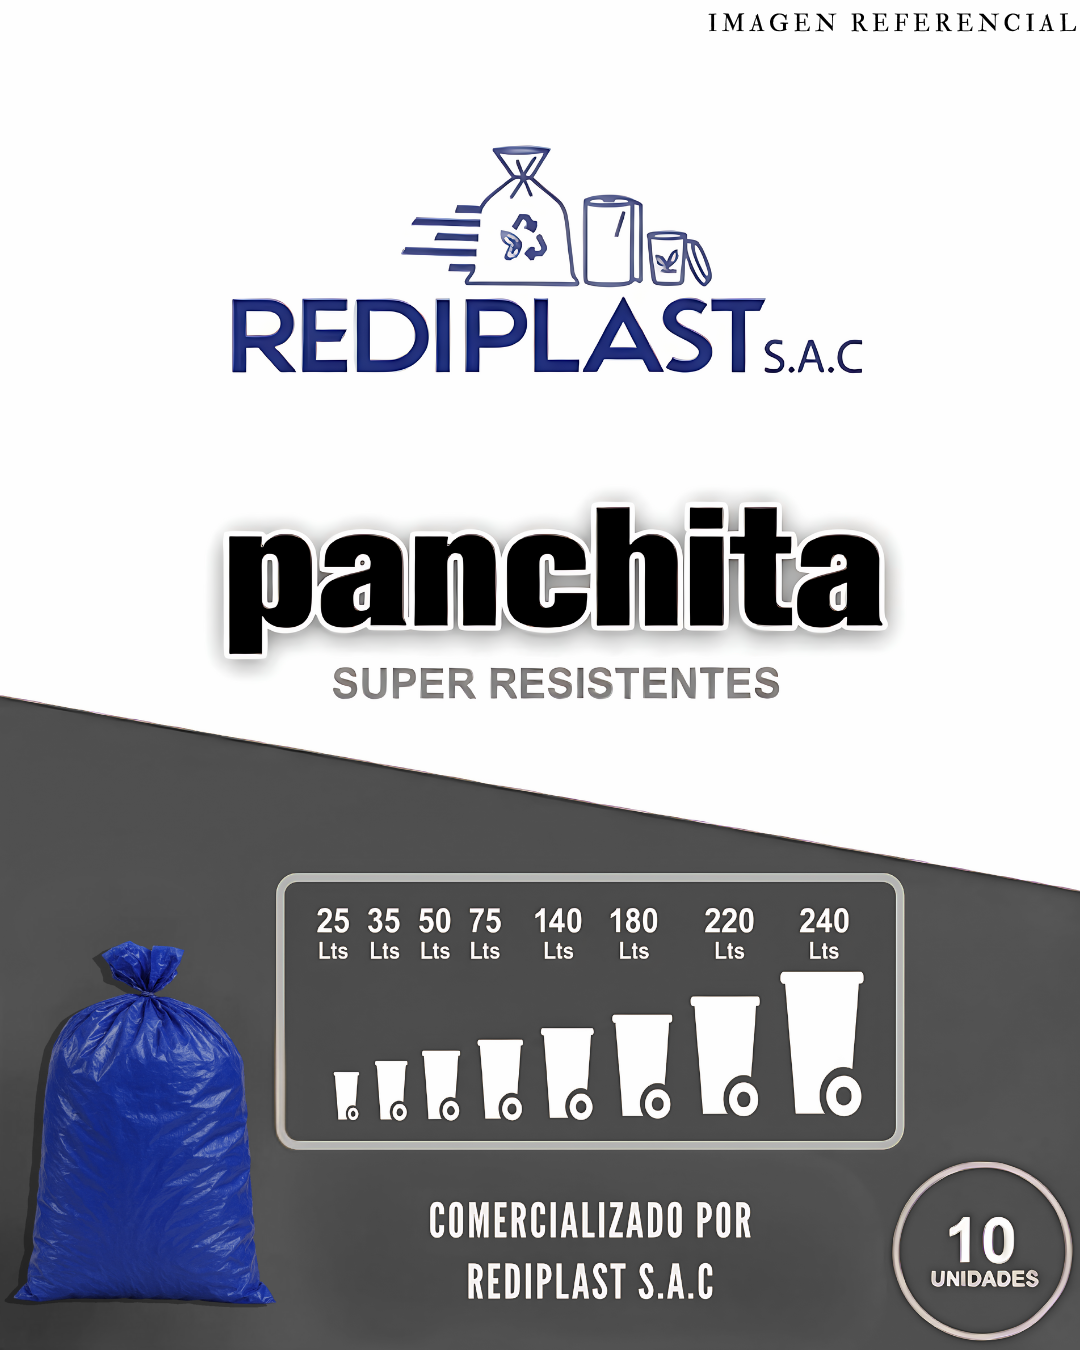 IMAGEN REFERENCIAL
REDIPLAST S.A.C
panchita
SUPER RESISTENTES
25 35 50 75 140 180 220 240
Lts Lts Lts Lts Lts Lts Lts Lts
COMERCIALIZADO POR
REDIPLAST S.A.C
10
UNIDADES